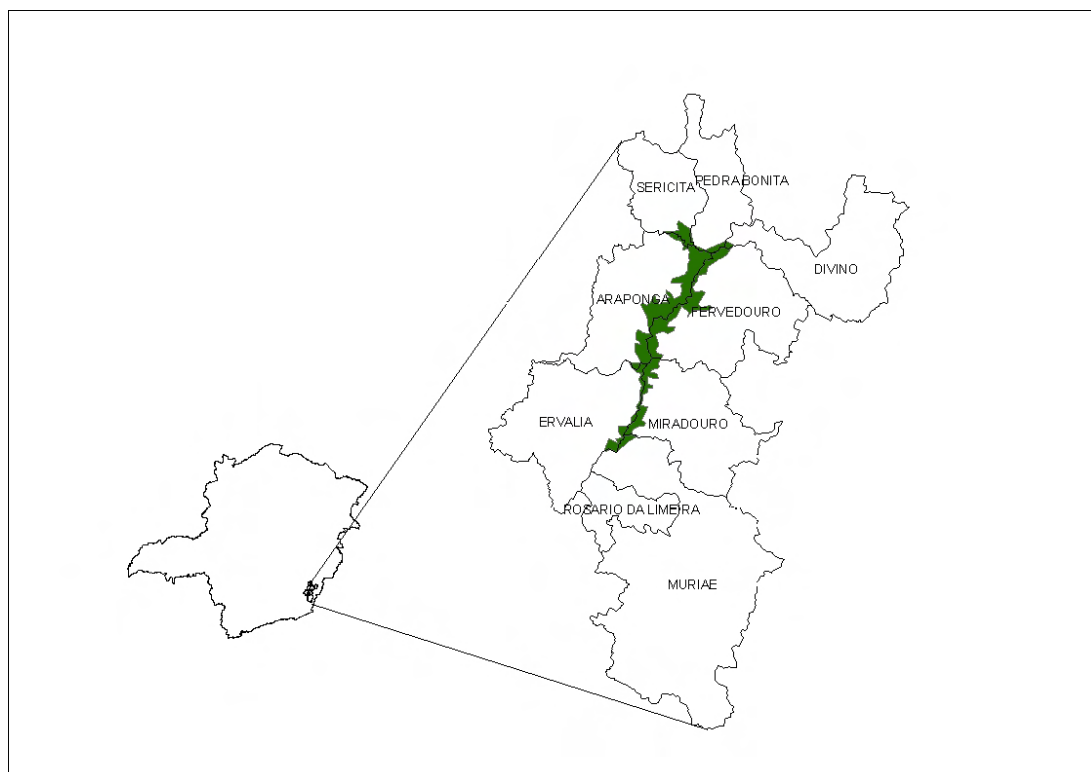 PEDRA BONITA
SERICITA
DIVINO
ARAPONGA
FERVEDOURO
ERVALIA
MIRADOURO
ROSARIO DA LIMEIRA
MURIAE